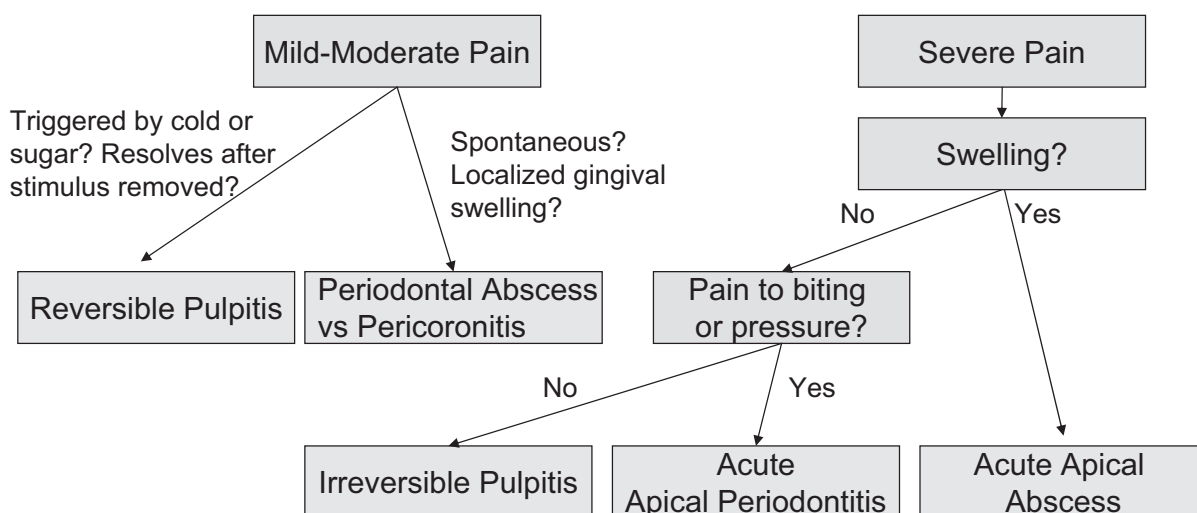 Mild-Moderate Pain
Triggered by cold or
sugar? Resolves after
stimulus removed?
Spontaneous?
Localized gingival
swelling?
Reversible Pulpitis
Periodontal Abscess
vs Pericoronitis
Severe Pain
Swelling?
No
Yes
Pain to biting
or pressure?
No
Yes
Irreversible Pulpitis
Acute
Apical Periodontitis
Acute Apical
Abscess